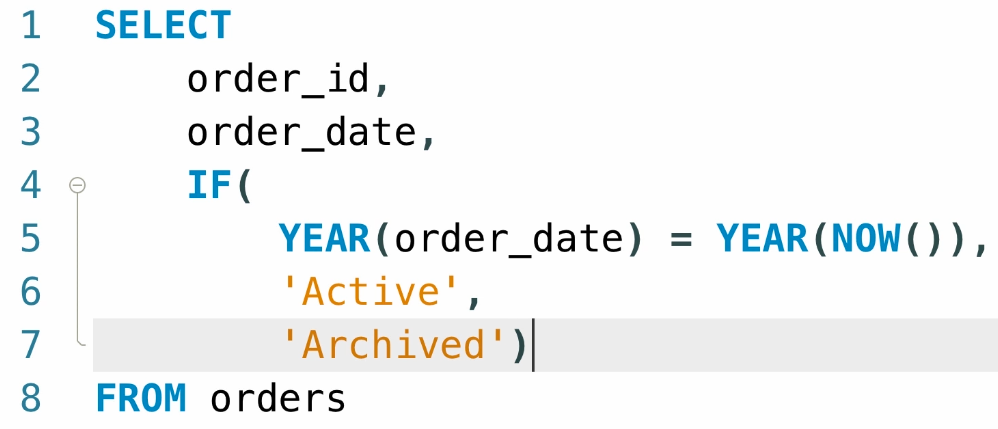 1 SELECT
2 order_id,
3 order_date,
4 IF(
5 YEAR(order_date) = YEAR(NOW()),
6 'Active',
7 'Archived')
8 FROM orders